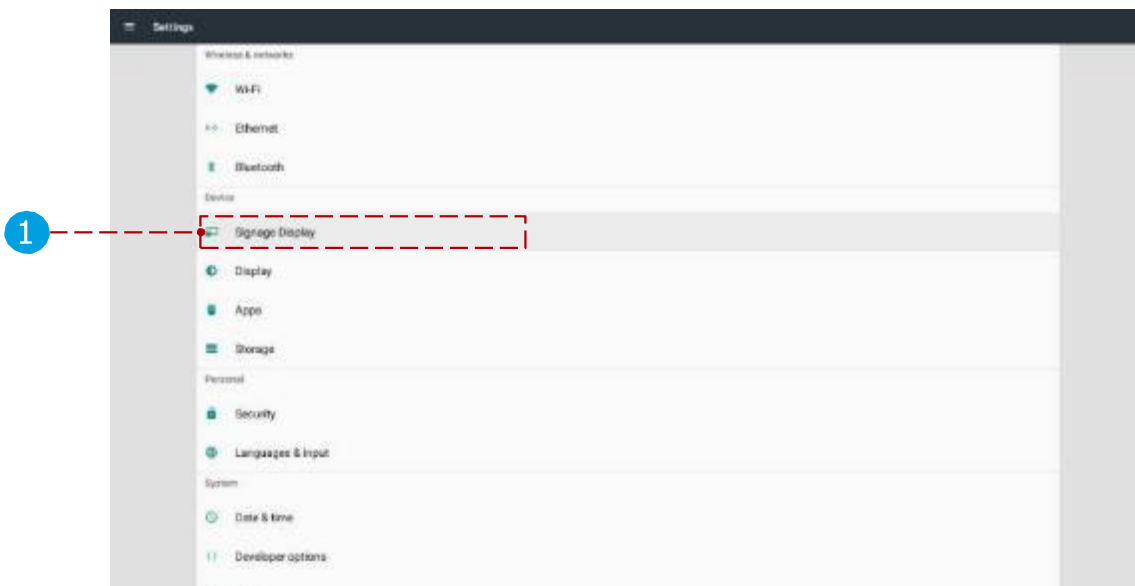 Settings
Wireless & networks
Wi-Fi
Ethernet
Bluetooth
Device
1
Signage Display
Display
Apps
Storage
Personal
Security
Languages & input
System
Date & time
Developer options